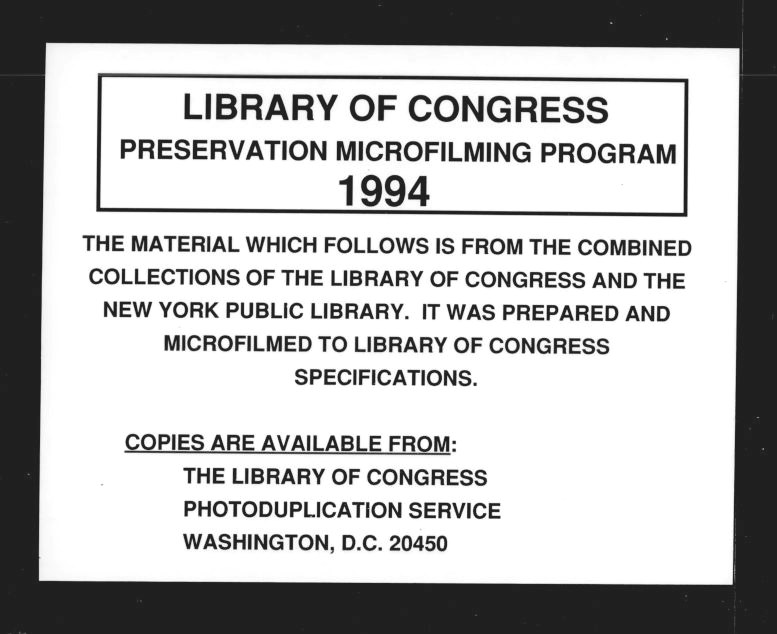 LIBRARY OF CONGRESS
PRESERVATION MICROFILMING PROGRAM
1994
THE MATERIAL WHICH FOLLOWS IS FROM THE COMBINED
COLLECTIONS OF THE LIBRARY OF CONGRESS AND THE
NEW YORK PUBLIC LIBRARY. IT WAS PREPARED AND
MICROFILMED TO LIBRARY OF CONGRESS
SPECIFICATIONS.
COPIES ARE AVAILABLE FROM:
THE LIBRARY OF CONGRESS
PHOTODUPLICATION SERVICE
WASHINGTON, D.C. 20450